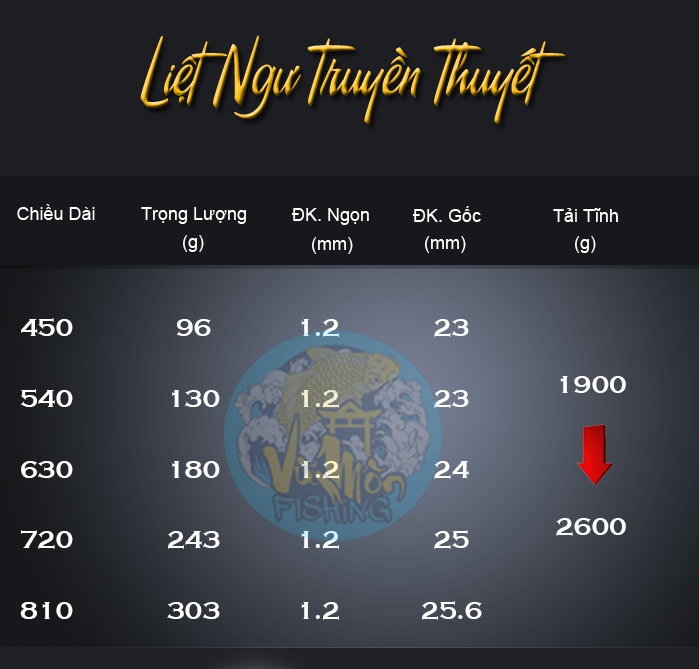 Liệt Ngư Truyền Thuyết
Chiều Dài Trọng Lượng ĐK. Ngọn ĐK. Gốc Tải Tĩnh
(g) (mm) (mm) (g)
450 96 1.2 23
1900
540 130 1.2 23
630 180 1.2 24
2600
720 243 1.2 25
810 303 1.2 25.6
FISHING